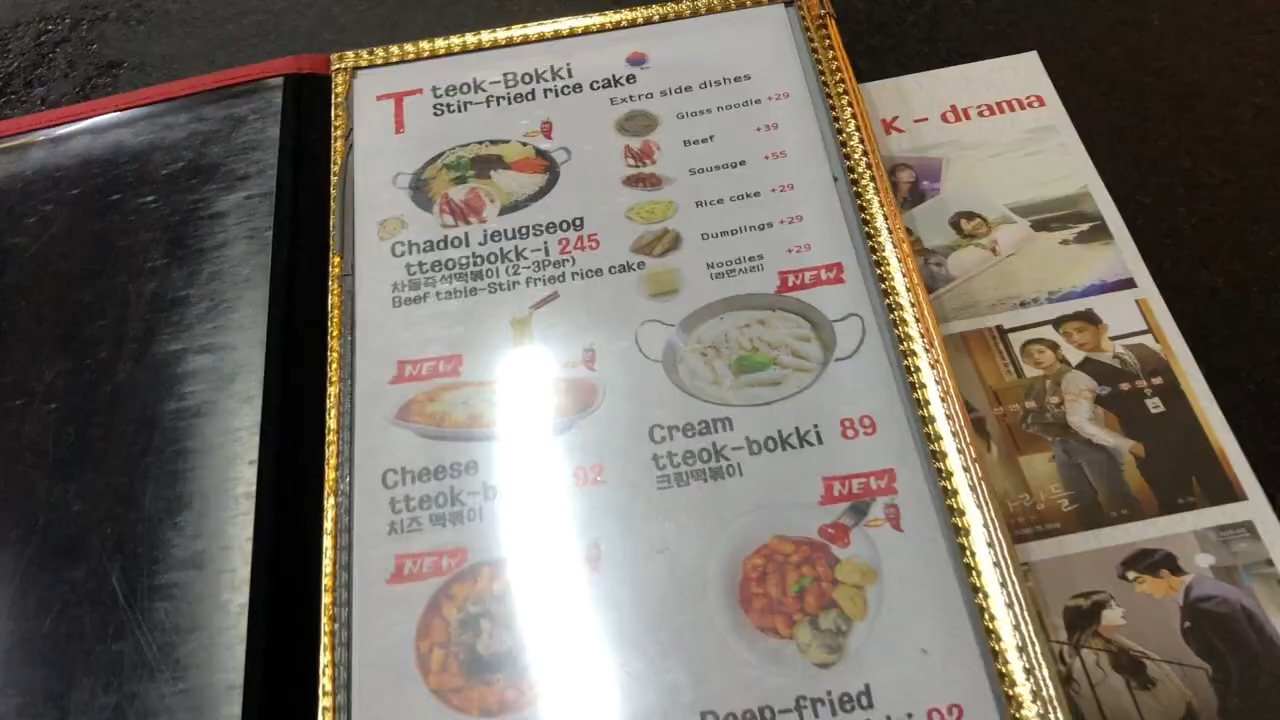 Tteok-Bokki
Stir-fried rice cake
Extra side dishes
Glass noodle +29
Beef +39
Sausage +55
Rice cake +29
Dumplings +29
Noodles +29
(라면사리)
Chadol jeugseog
tteogbokk-i 245
차돌즉석떡볶이 (2~3Per)
Beef table-Stir fried rice cake
NEW
Cream
tteok-bokki 89
크림떡볶이
NEW
Cheese
tteok-b 92
치즈 떡볶이
NEW
NEW
Deep-fried
92
K - drama